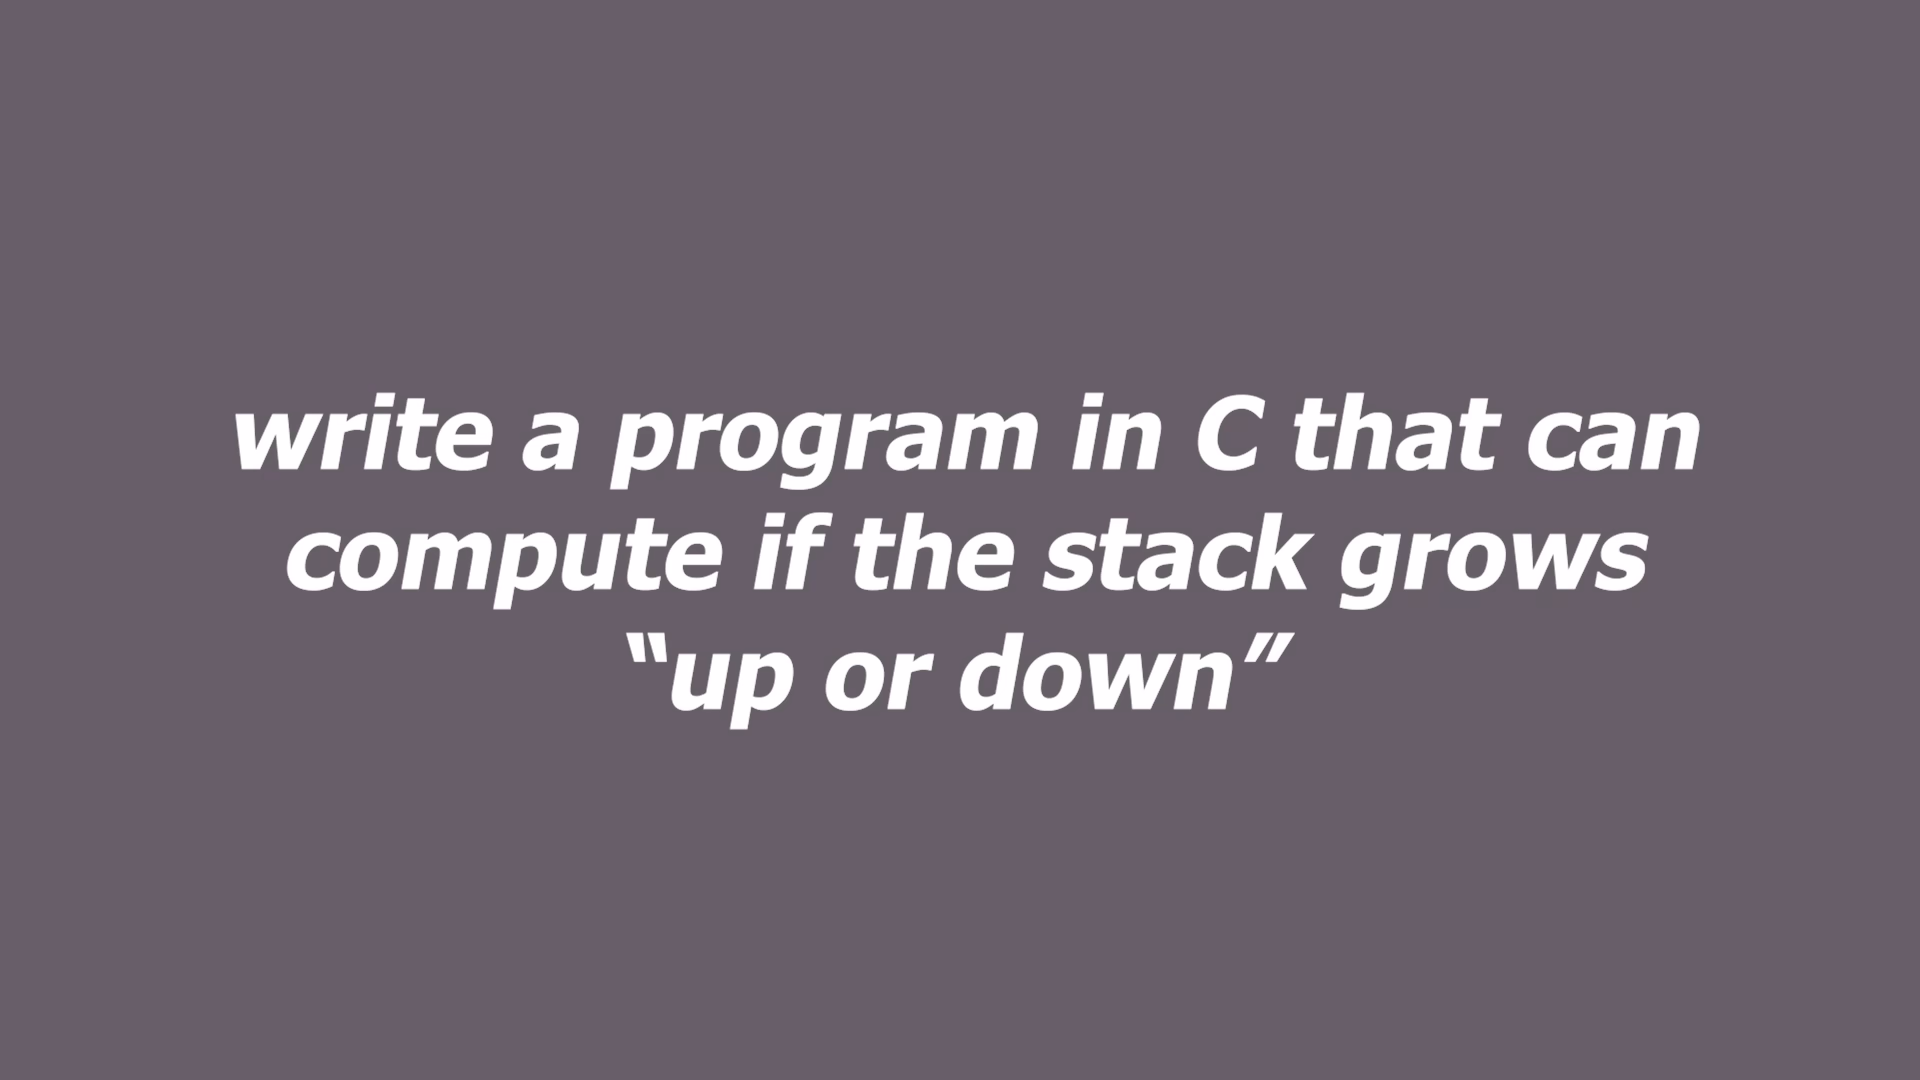 write a program in C that can
compute if the stack grows
“up or down”